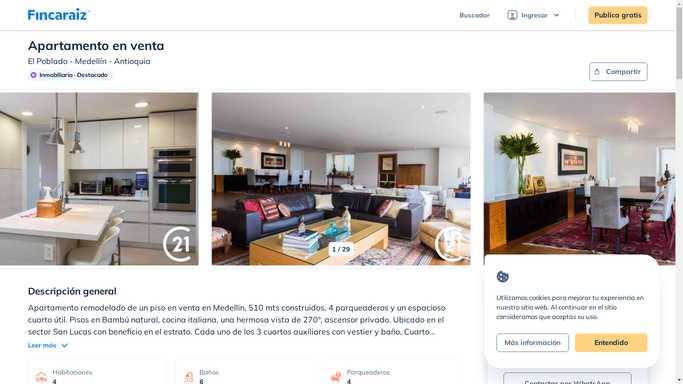 Fincaraiz
Buscador
Ingresar
Publica gratis
Apartamento en venta
El Poblado - Medellín - Antioquia
Inmobiliaria · Destacado
Compartir
21
1 / 29
21
Descripción general
Apartamento remodelado de un piso en venta en Medellín, 510 mts construidos, 4 parqueaderos y un espacioso
cuarto útil. Pisos en Bambú natural, cocina italiana, una hermosa vista de 270°, ascensor privado. Ubicado en el
sector San Lucas con beneficio en el estrato. Cada uno de los 3 cuartos auxiliares con vestier y baño, Cuarto...
Leer más
Habitaciones
4
Baños
6
Parqueaderos
4
Utilizamos cookies para mejorar tu experiencia en
nuestro sitio web. Al continuar en el sitio
consideramos que aceptas su uso.
Más información
Entendido
Contactar por WhatsApp